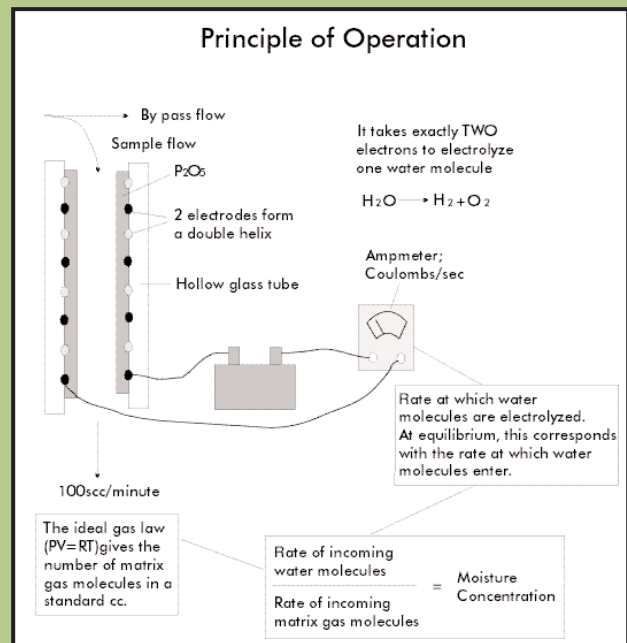 Principle of Operation
By pass flow
Sample flow
P₂O₅
2 electrodes form
a double helix
Hollow glass tube
It takes exactly TWO
electrons to electrolyze
one water molecule
H₂O → H₂+O₂
Ampmeter;
Coulombs/sec
Rate at which water
molecules are electrolyzed.
At equilibrium, this corresponds
with the rate at which water
molecules enter.
100scc/minute
The ideal gas law
(PV=RT)gives the
number of matrix
gas molecules in a
standard cc.
Rate of incoming
water molecules
Rate of incoming
matrix gas molecules
= Moisture
Concentration